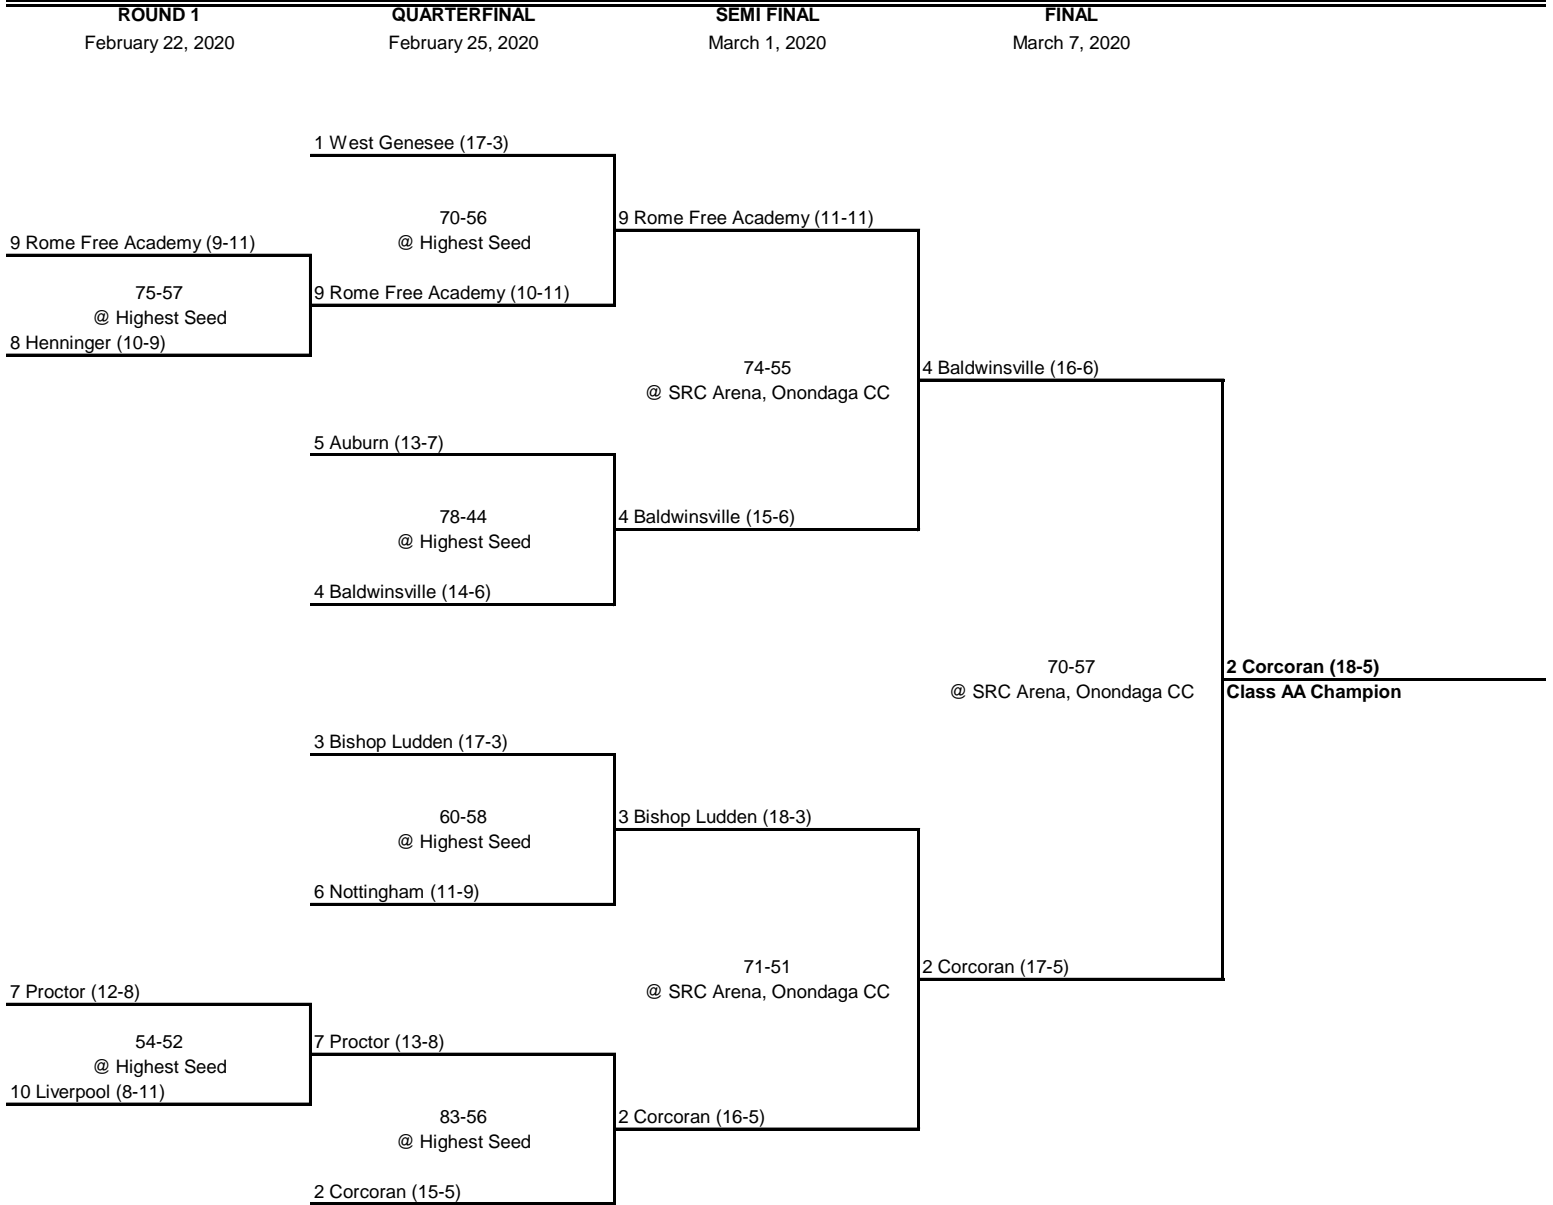 ROUND 1
QUARTERFINAL
SEMI FINAL
FINAL
February 22, 2020
February 25, 2020
March 1, 2020
March 7, 2020
1 West Genesee (17-3)
70-56
@ Highest Seed
9 Rome Free Academy (11-11)
9 Rome Free Academy (9-11)
75-57
@ Highest Seed
9 Rome Free Academy (10-11)
8 Henninger (10-9)
74-55
@ SRC Arena, Onondaga CC
4 Baldwinsville (16-6)
5 Auburn (13-7)
78-44
@ Highest Seed
4 Baldwinsville (15-6)
4 Baldwinsville (14-6)
70-57
@ SRC Arena, Onondaga CC
2 Corcoran (18-5)
Class AA Champion
3 Bishop Ludden (17-3)
60-58
@ Highest Seed
3 Bishop Ludden (18-3)
6 Nottingham (11-9)
71-51
@ SRC Arena, Onondaga CC
2 Corcoran (17-5)
7 Proctor (12-8)
54-52
@ Highest Seed
7 Proctor (13-8)
10 Liverpool (8-11)
83-56
@ Highest Seed
2 Corcoran (16-5)
2 Corcoran (15-5)